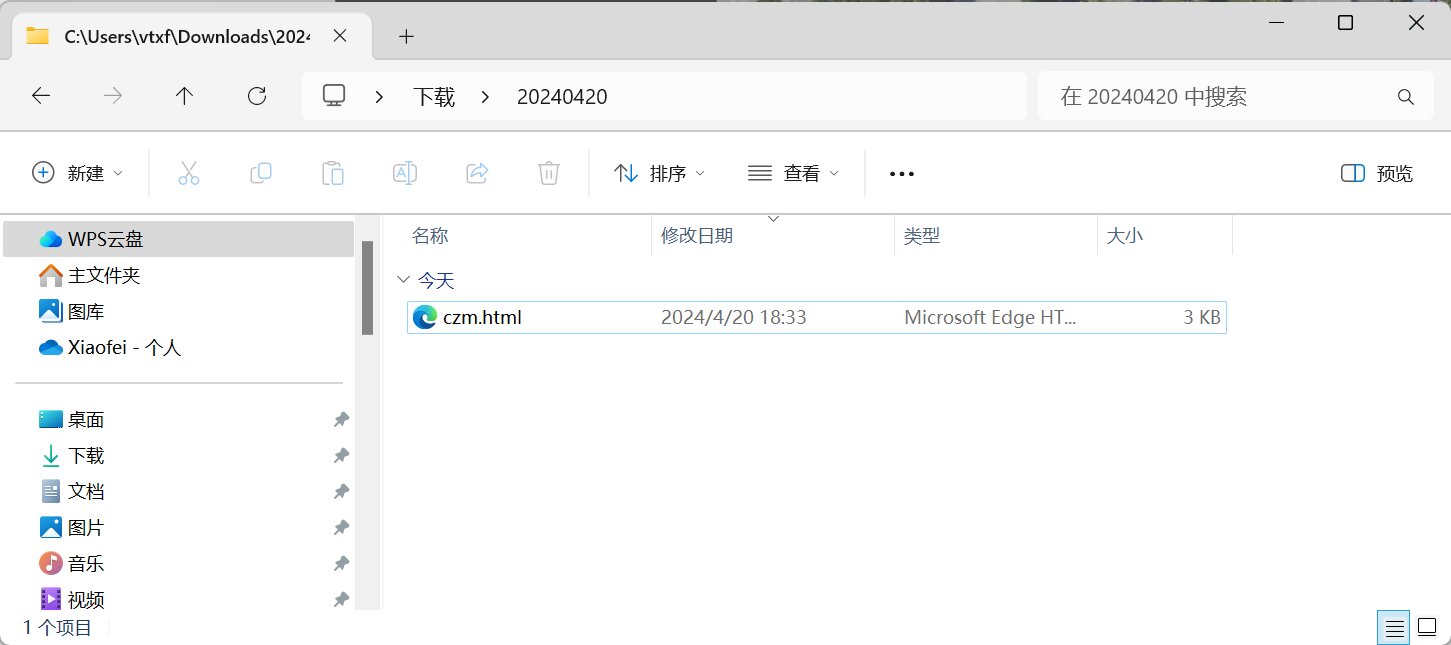 C:\Users\vtxf\Downloads\202
下载 20240420
在 20240420 中搜索
新建 排序 查看 预览
WPS云盘
主文件夹
图库
Xiaofei - 个人
桌面
下载
文档
图片
音乐
视频
名称 修改日期 类型 大小
今天
czm.html 2024/4/20 18:33 Microsoft Edge HT... 3 KB
1 个项目